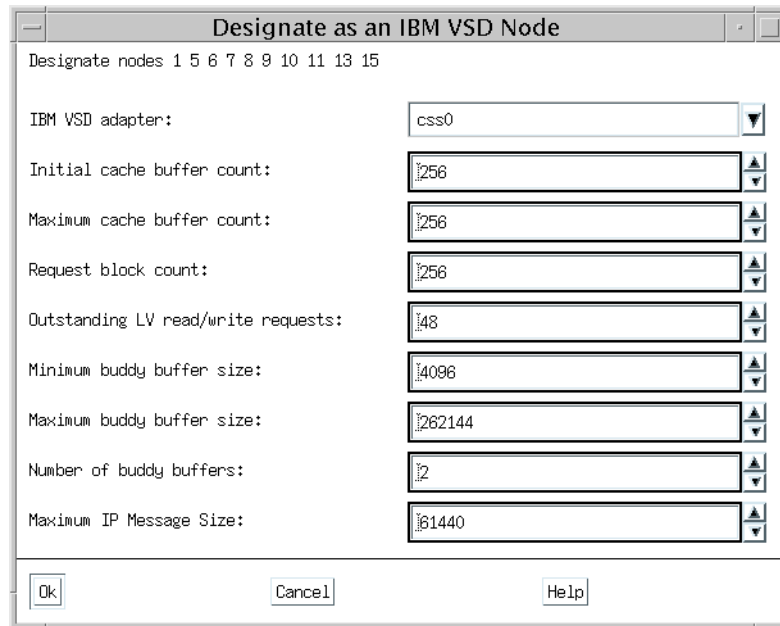 Designate as an IBM VSD Node
Designate nodes 1 5 6 7 8 9 10 11 13 15
IBM VSD adapter: css0
Initial cache buffer count: 256
Maximum cache buffer count: 256
Request block count: 256
Outstanding LV read/write requests: 48
Minimum buddy buffer size: 4096
Maximum buddy buffer size: 262144
Number of buddy buffers: 2
Maximum IP Message Size: 61440
Ok Cancel Help